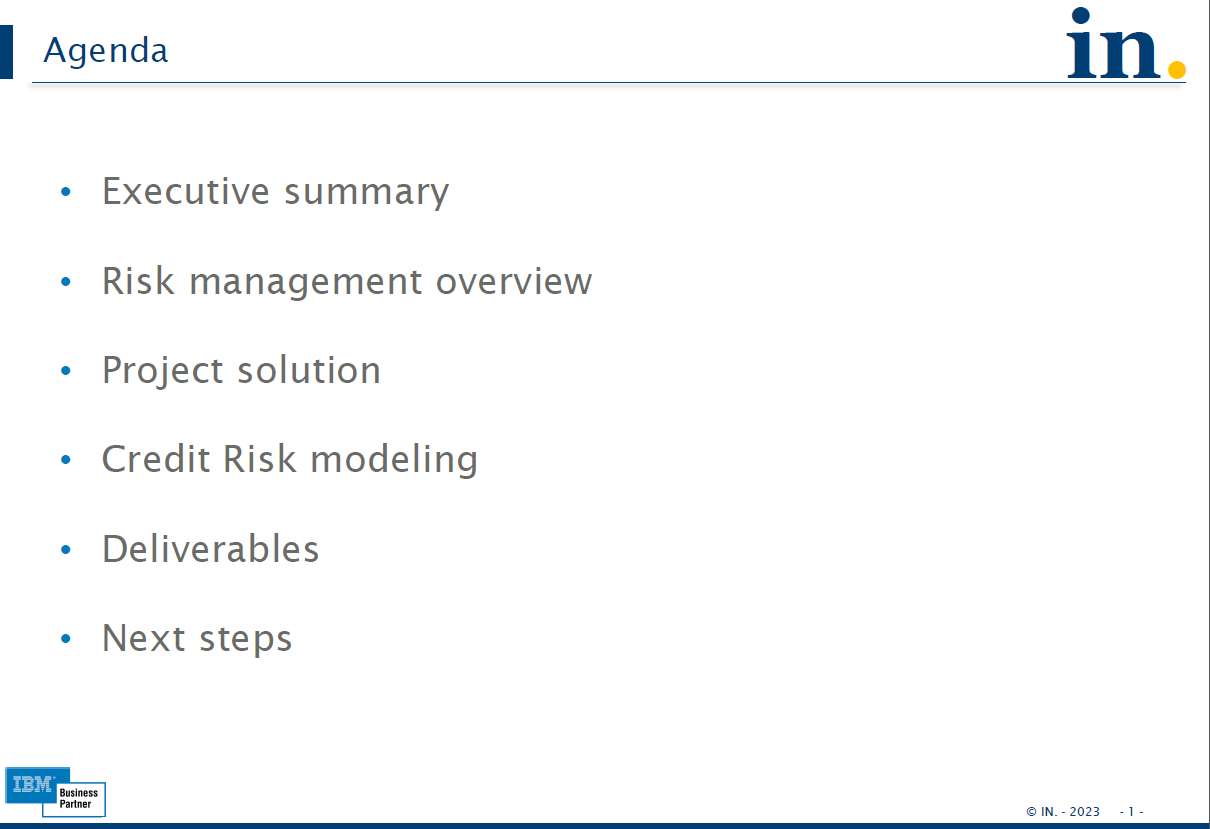 Agenda
in.
• Executive summary
• Risk management overview
• Project solution
• Credit Risk modeling
• Deliverables
• Next steps
IBM®
Business
Partner
© IN. - 2023 - 1 -